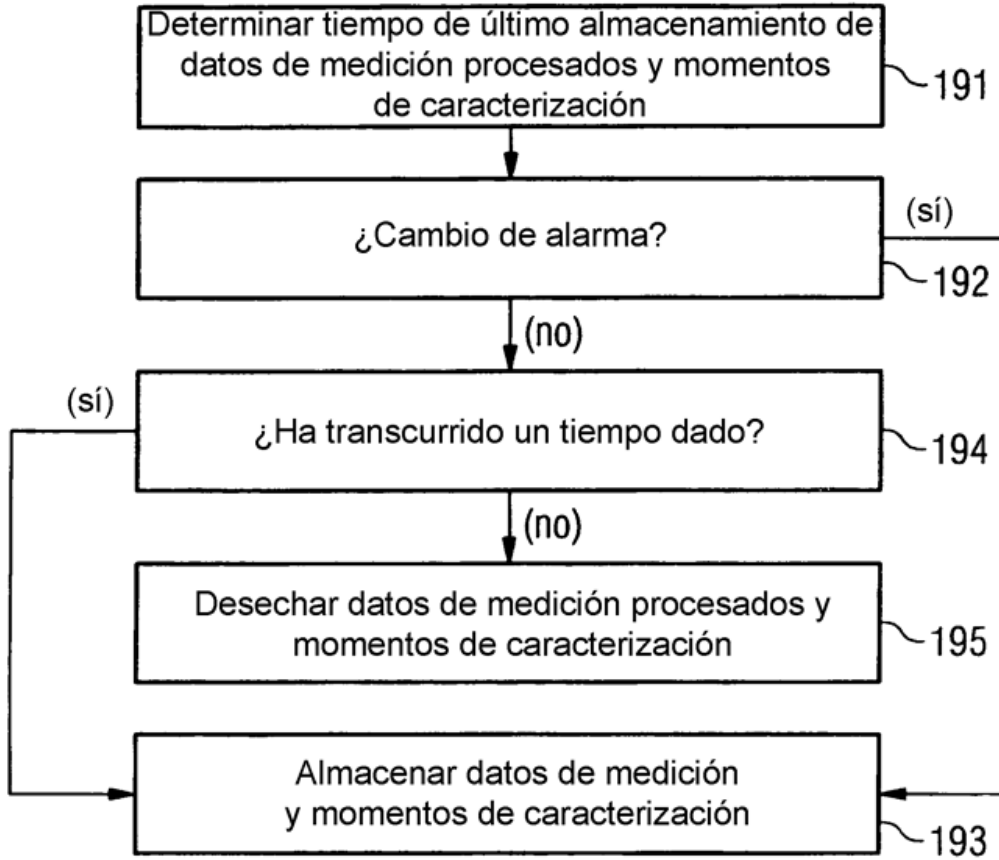 Determinar tiempo de último almacenamiento de
datos de medición procesados y momentos
de caracterización
191
¿Cambio de alarma?
(sí)
192
(no)
(sí)
¿Ha transcurrido un tiempo dado?
194
(no)
Desechar datos de medición procesados y
momentos de caracterización
195
Almacenar datos de medición
y momentos de caracterización
193